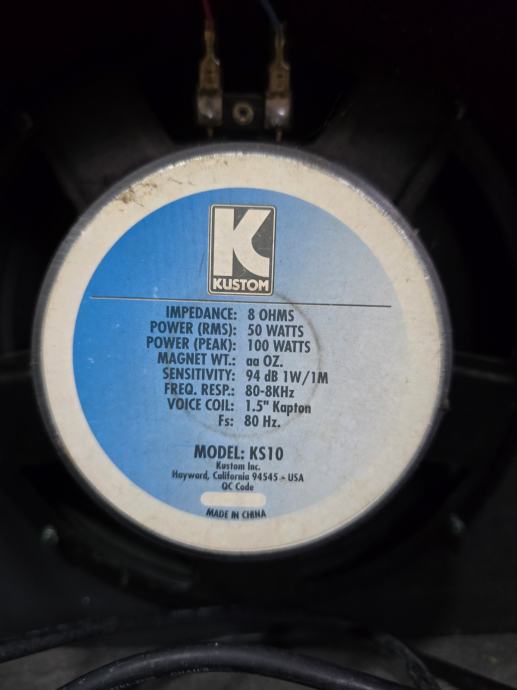 K
KUSTOM
IMPEDANCE: 8 OHMS
POWER (RMS): 50 WATTS
POWER (PEAK): 100 WATTS
MAGNET WT.: aa OZ.
SENSITIVITY: 94 dB 1W/1M
FREQ. RESP.: 80-8KHz
VOICE COIL: 1.5" Kapton
Fs: 80 Hz.
MODEL: KS10
Kustom Inc.
Hayward, California 94545 - USA
QC Code
MADE IN CHINA